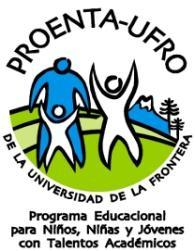 PROENTA-UFRO
DE LA UNIVERSIDAD DE LA FRONTERA
Programa Educacional
para Niños, Niñas y Jóvenes
con Talentos Académicos